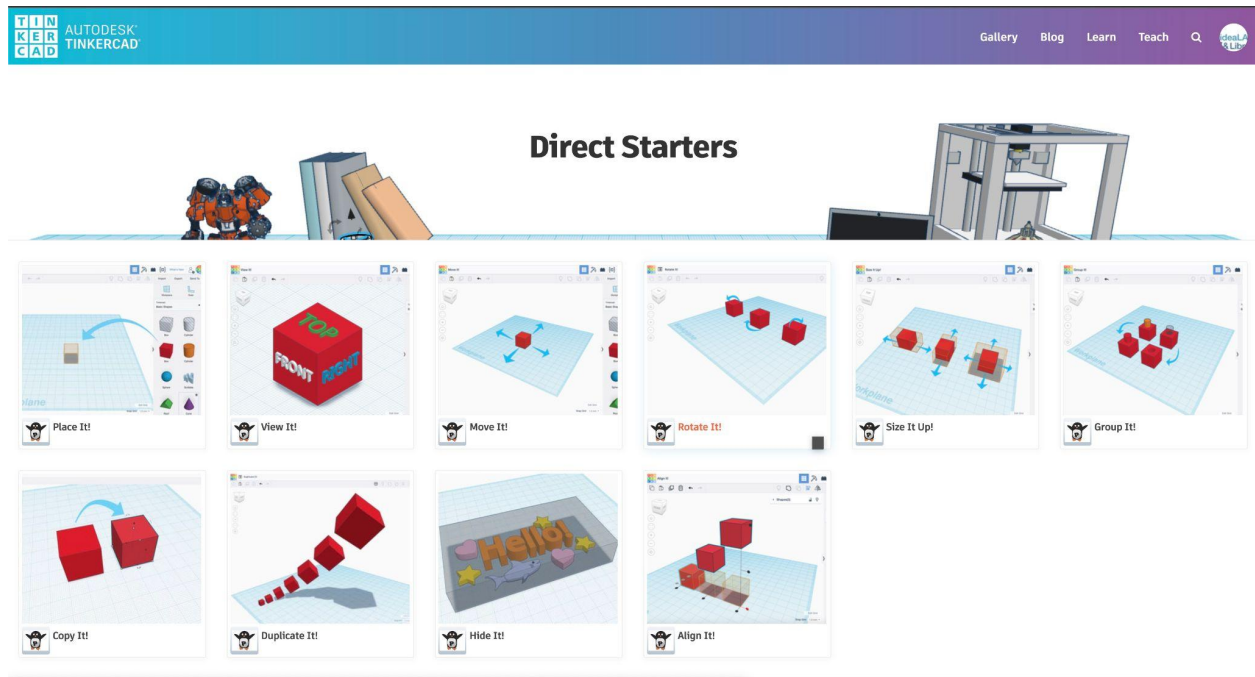 TIN
KER
CAD
AUTODESK®
TINKERCAD®
Gallery Blog Learn Teach
Direct Starters
Place It!
TOP
FRONT RIGHT
View It!
Move It!
Rotate It!
Size It Up!
Group It!
Copy It!
Duplicate It!
Hello!
Hide It!
Align It!